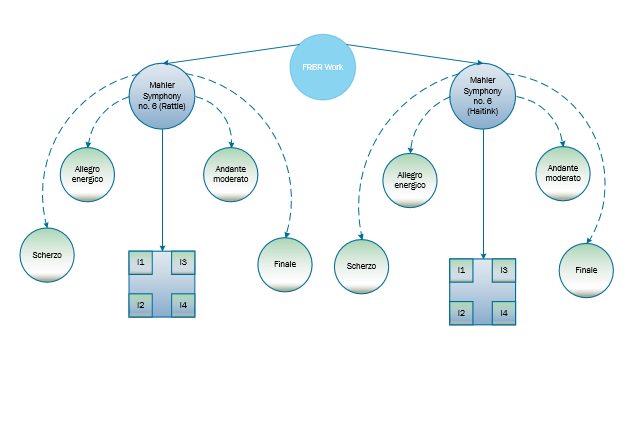 FRBR Work
Mahler
Symphony
no. 6 (Rattle)
Mahler
Symphony
no. 6
(Haitink)
Allegro
energico
Andante
moderato
Allegro
energico
Andante
moderato
Scherzo
Finale
Scherzo
Finale
I1 I3
I2 I4
I1 I3
I2 I4